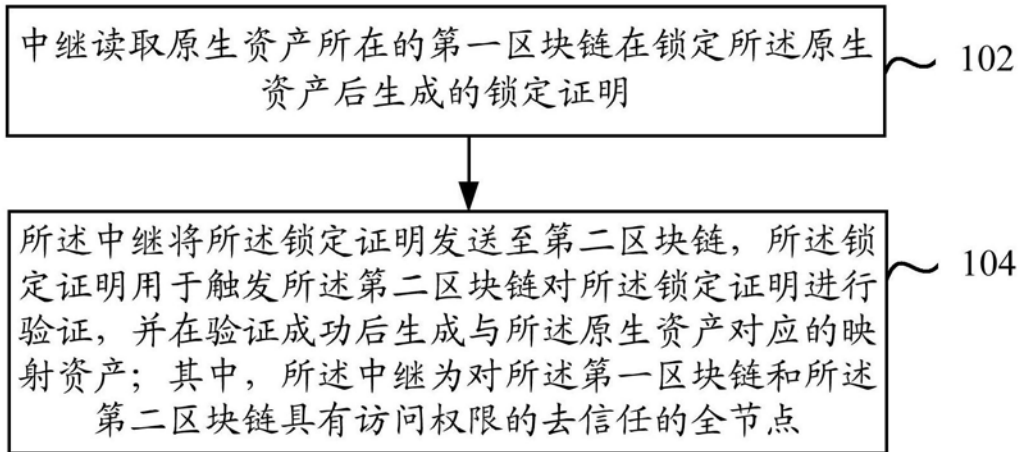 中继读取原生资产所在的第一区块链在锁定所述原生
资产后生成的锁定证明
102
所述中继将所述锁定证明发送至第二区块链，所述锁
定证明用于触发所述第二区块链对所述锁定证明进行
验证，并在验证成功后生成与所述原生资产对应的映
射资产；其中，所述中继为对所述第一区块链和所述
第二区块链具有访问权限的去信任的全节点
104